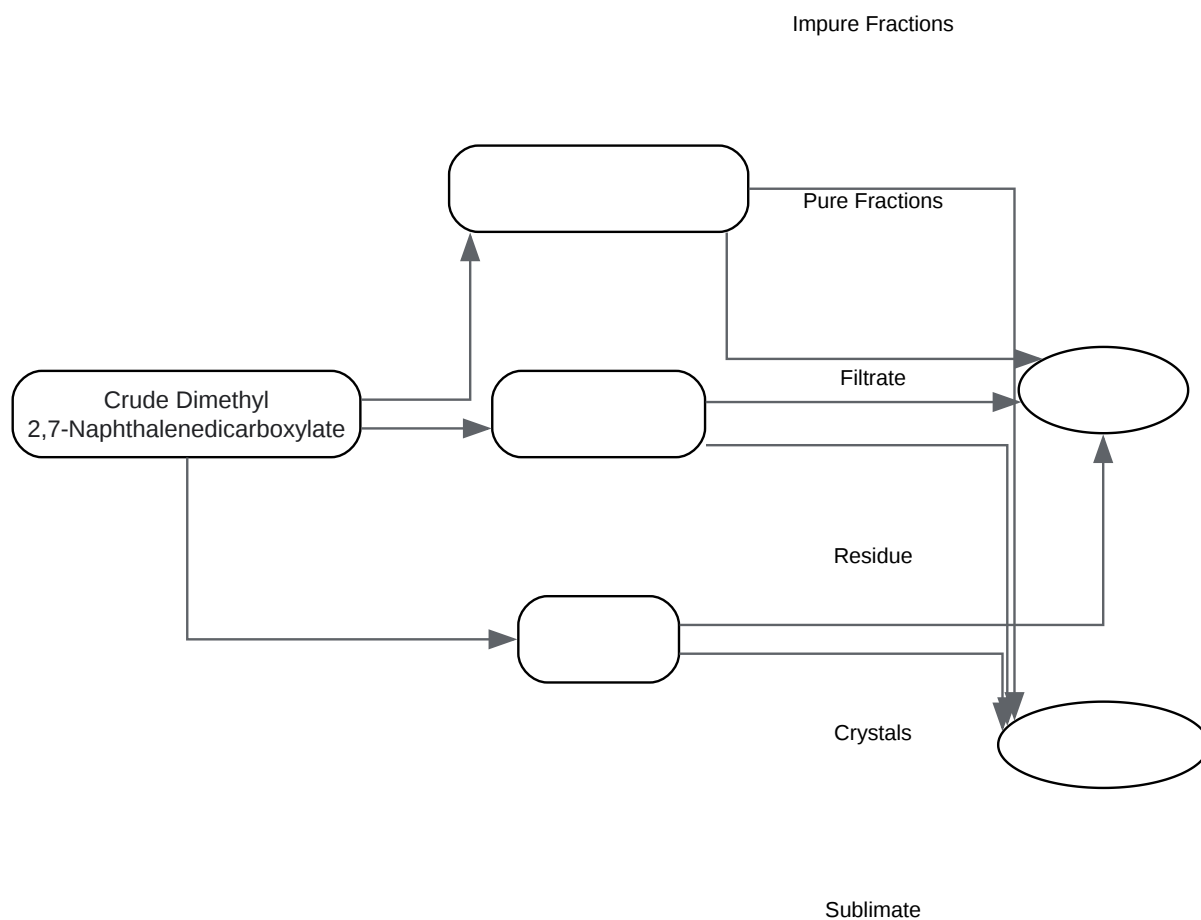 Impure Fractions
Pure Fractions
Filtrate
Crude Dimethyl
2,7-Naphthalenedicarboxylate
Residue
Crystals
Sublimate